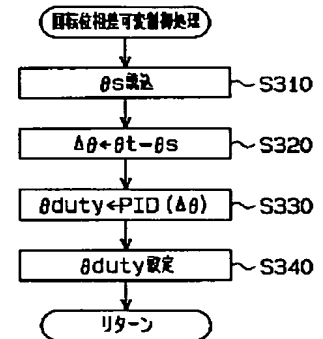 回転位相差可変制御処理
θs読込
S310
Δθ←θt−θs
S320
θduty←PID(Δθ)
S330
θduty設定
S340
リターン